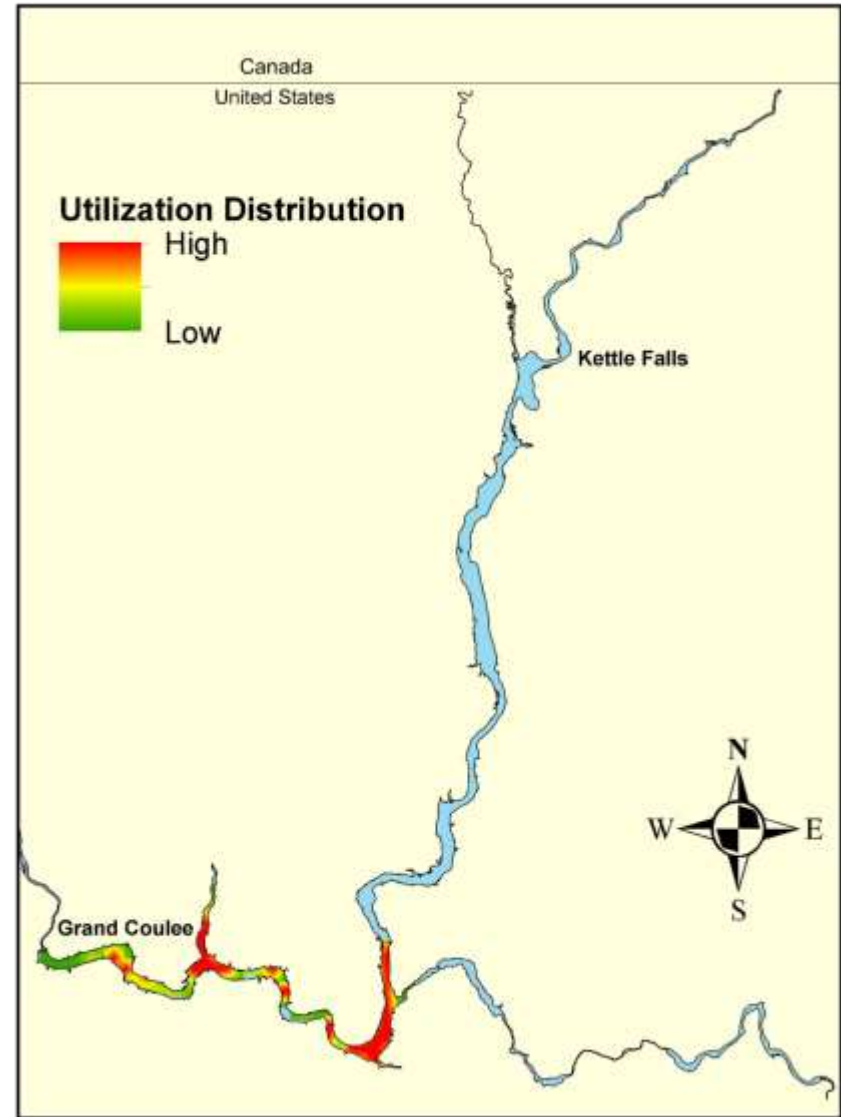 Canada
United States
Utilization Distribution
High
Low
Kettle Falls
N
W
E
S
Grand Coulee